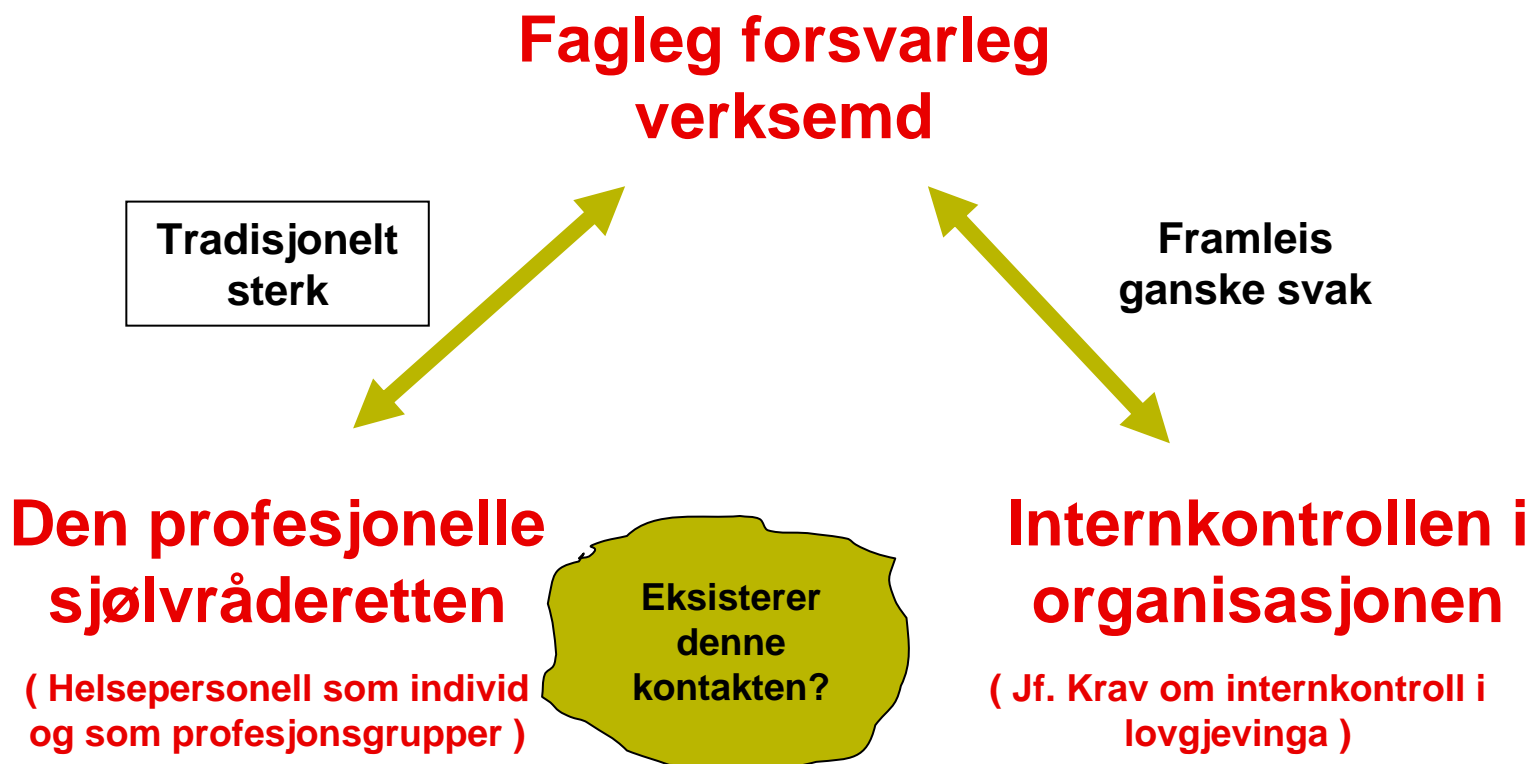 Fagleg forsvarleg
verksemd
Tradisjonelt
sterk
Framleis
ganske svak
Den profesjonelle
sjølvråderetten
( Helsepersonell som individ
og som profesjonsgrupper )
Eksisterer
denne
kontakten?
Internkontrollen i
organisasjonen
( Jf. Krav om internkontroll i
lovgjevinga )